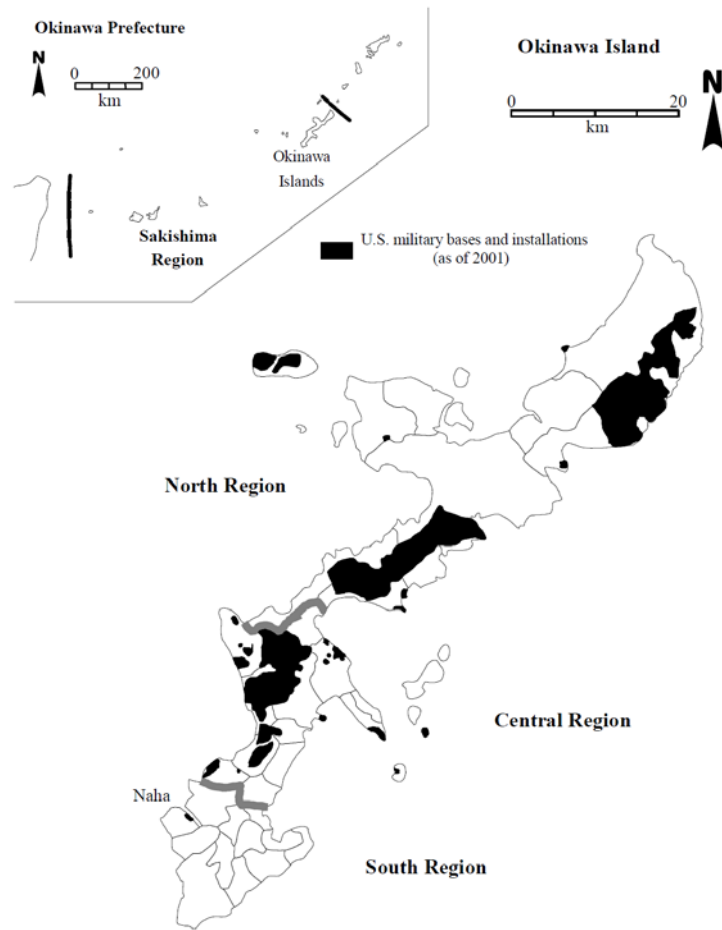 Okinawa Prefecture
N
0 200
km
Okinawa
Islands
Sakishima
Region
Okinawa Island
N
0 20
km
U.S. military bases and installations
(as of 2001)
North Region
Central Region
Naha
South Region